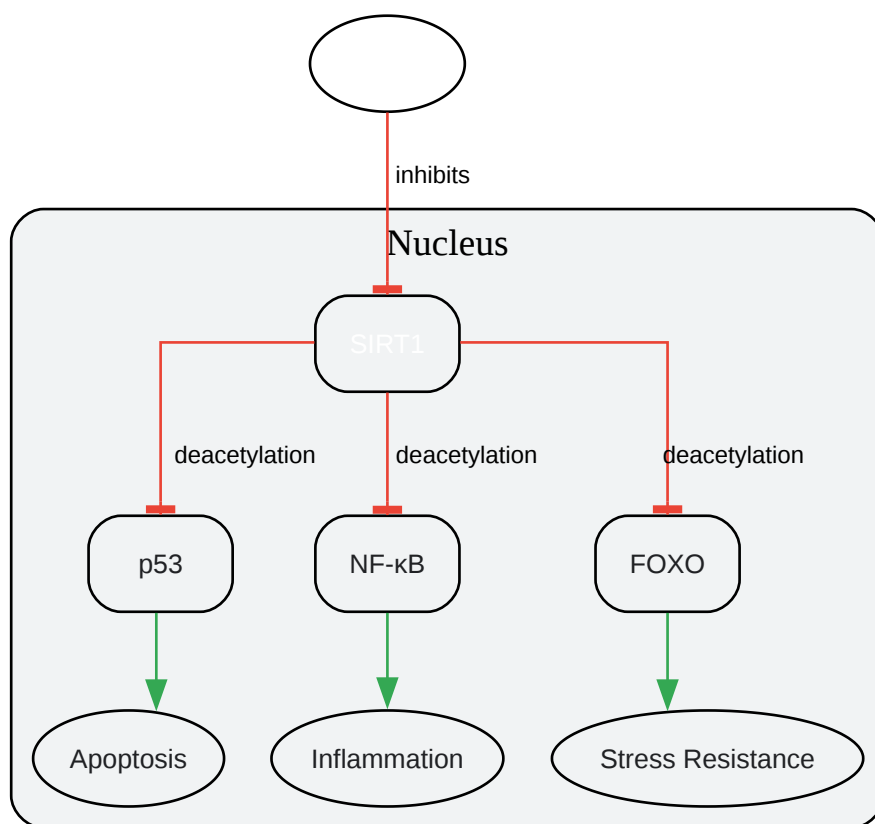 inhibits
Nucleus
SIRT1
deacetylation deacetylation deacetylation
p53 NF-κB FOXO
Apoptosis Inflammation Stress Resistance